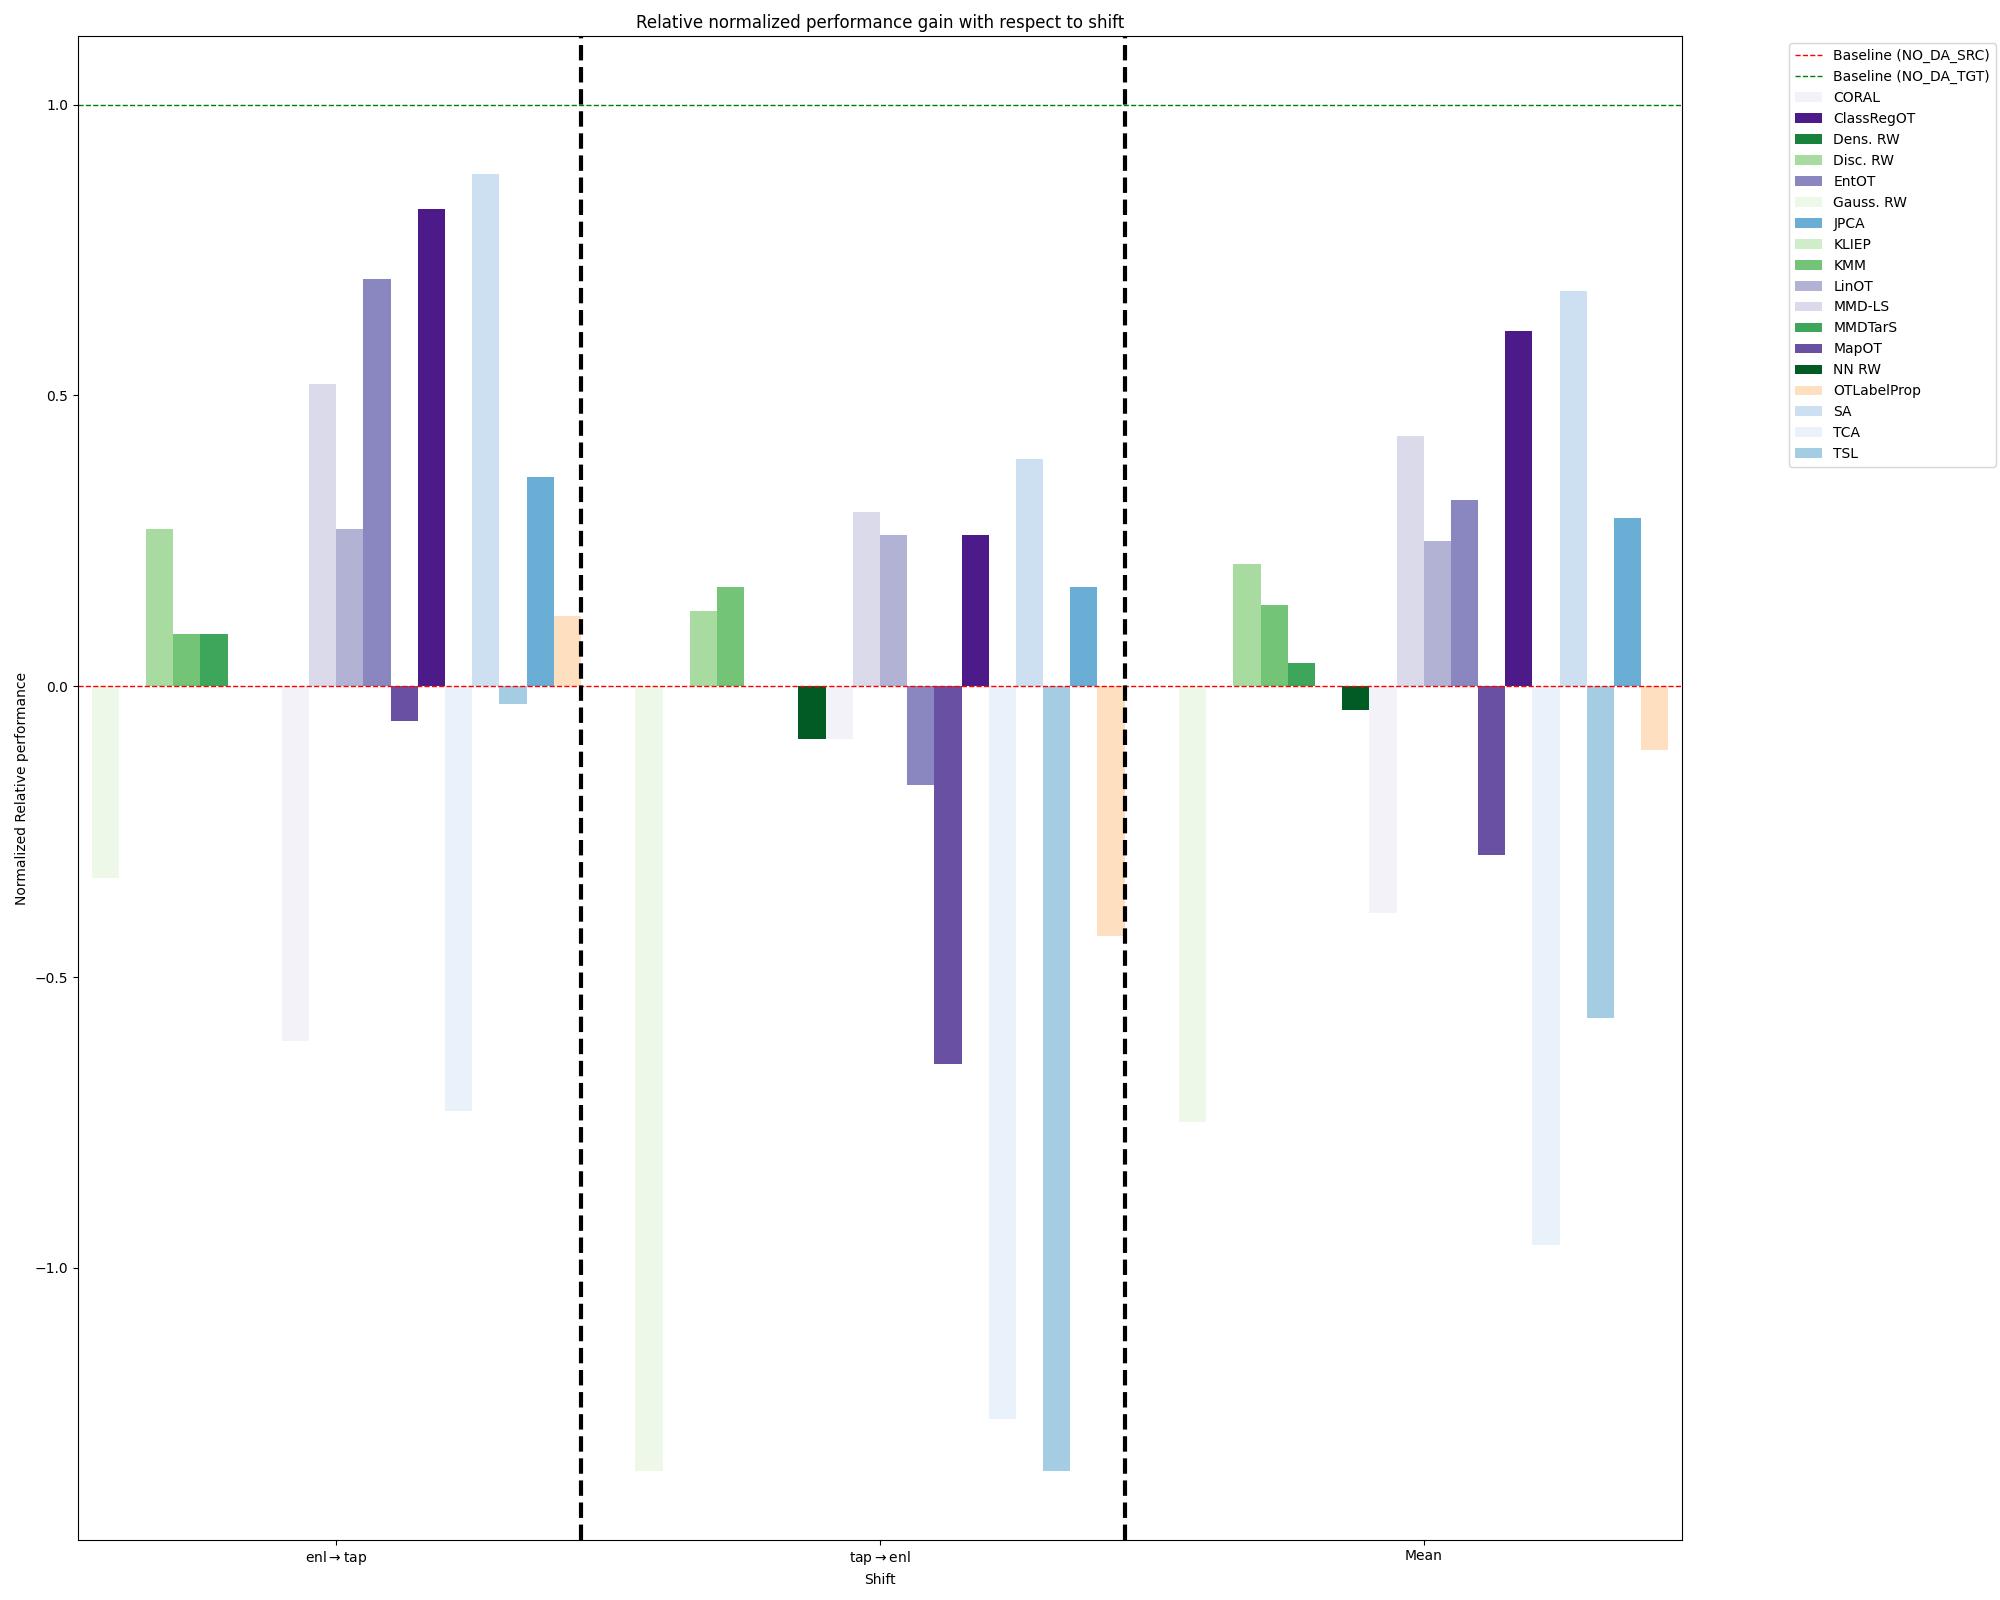 Relative normalized performance gain with respect to shift
Normalized Relative performance
1.0
0.5
0.0
−0.5
−1.0
enl→tap
tap→enl
Mean
Shift
Baseline (NO_DA_SRC)
Baseline (NO_DA_TGT)
CORAL
ClassRegOT
Dens. RW
Disc. RW
EntOT
Gauss. RW
JPCA
KLIEP
KMM
LinOT
MMD-LS
MMDTarS
MapOT
NN RW
OTLabelProp
SA
TCA
TSL